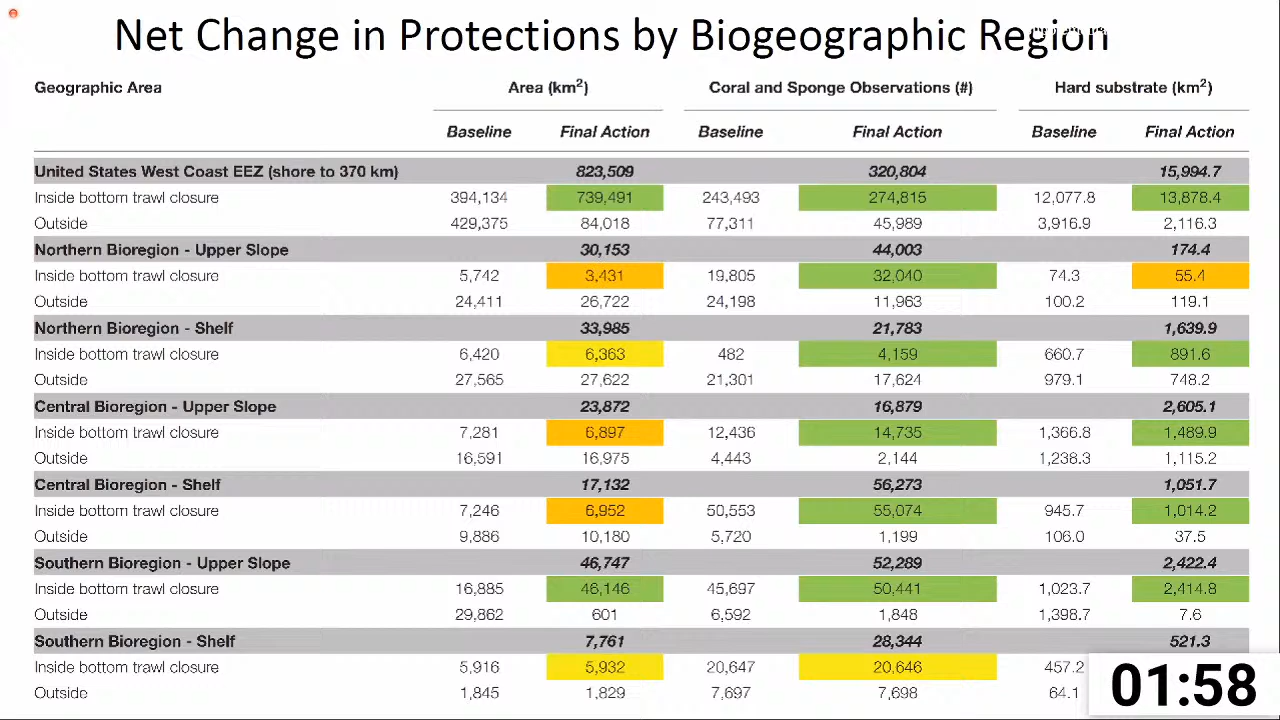 Net Change in Protections by Biogeographic Region
Geographic Area Area (km²) Coral and Sponge Observations (#) Hard substrate (km²)
Baseline Final Action Baseline Final Action Baseline Final Action
United States West Coast EEZ (shore to 370 km) 823,509 320,804 15,994.7
Inside bottom trawl closure 394,134 739,491 243,493 274,815 12,077.8 13,878.4
Outside 429,375 84,018 77,311 45,989 3,916.9 2,116.3
Northern Bioregion - Upper Slope 30,153 44,003 174.4
Inside bottom trawl closure 5,742 3,431 19,805 32,040 74.3 55.4
Outside 24,411 26,722 24,198 11,963 100.2 119.1
Northern Bioregion - Shelf 33,985 21,783 1,639.9
Inside bottom trawl closure 6,420 6,363 482 4,159 660.7 891.6
Outside 27,565 27,622 21,301 17,624 979.1 748.2
Central Bioregion - Upper Slope 23,872 16,879 2,605.1
Inside bottom trawl closure 7,281 6,897 12,436 14,735 1,366.8 1,489.9
Outside 16,591 16,975 4,443 2,144 1,238.3 1,115.2
Central Bioregion - Shelf 17,132 56,273 1,051.7
Inside bottom trawl closure 7,246 6,952 50,553 55,074 945.7 1,014.2
Outside 9,886 10,180 5,720 1,199 106.0 37.5
Southern Bioregion - Upper Slope 46,747 52,289 2,422.4
Inside bottom trawl closure 16,885 46,146 45,697 50,441 1,023.7 2,414.8
Outside 29,862 601 6,592 1,848 1,398.7 7.6
Southern Bioregion - Shelf 7,761 28,344 521.3
Inside bottom trawl closure 5,916 5,932 20,647 20,646 457.2
Outside 1,845 1,829 7,697 7,698 64.1
01:58